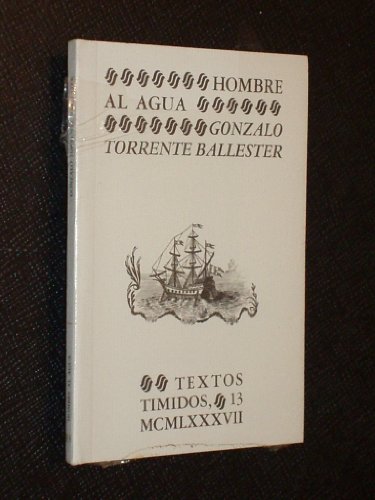 HOMBRE
AL AGUA
GONZALO
TORRENTE BALLESTER
TEXTOS
TIMIDOS, 13
MCMLXXXVII